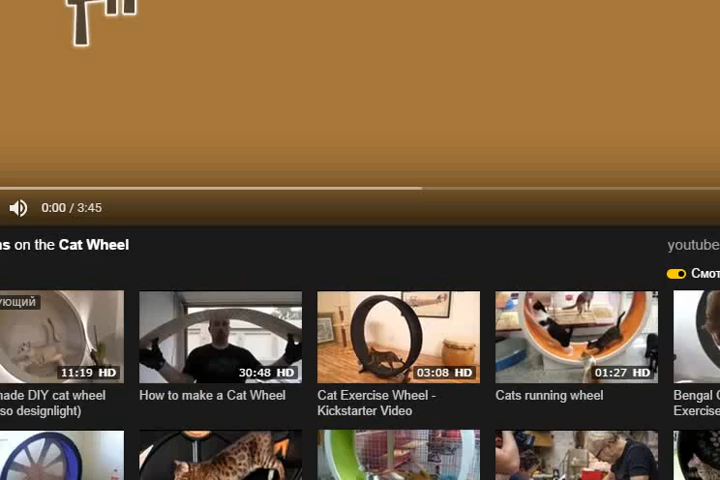 0:00 / 3:45
ns on the Cat Wheel
youtube
Смот
ующий
11:19 HD
30:48 HD
03:08 HD
01:27 HD
nade DIY cat wheel
so designlight)
How to make a Cat Wheel
Cat Exercise Wheel -
Kickstarter Video
Cats running wheel
Bengal C
Exercise